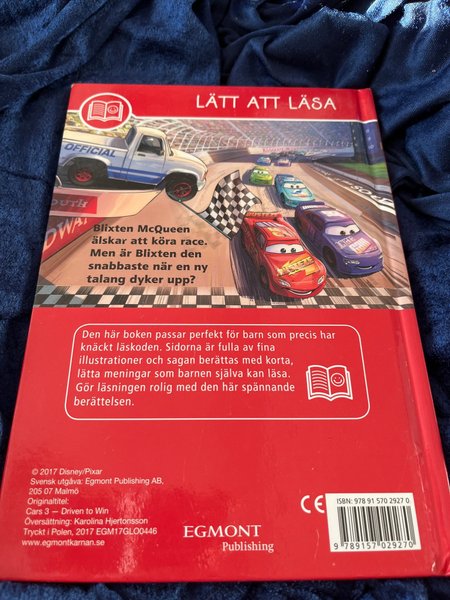 LÄTT ATT LÄSA
OFFICIAL
OUTH
DWAY
Blixten McQueen
älskar att köra race.
Men är Blixten den
snabbaste när en ny
talang dyker upp?
Den här boken passar perfekt för barn som precis har
knäckt läskoden. Sidorna är fulla av fina
illustrationer och sagan berättas med korta,
lätta meningar som barnen själva kan läsa.
Gör läsningen rolig med den här spännande
berättelsen.
© 2017 Disney/Pixar
Svensk utgåva: Egmont Publishing AB,
205 07 Malmö
Originaltitel:
Cars 3 — Driven to Win
Översättning: Karolina Hjertonsson
Tryckt i Polen, 2017 EGM17GLO0446
www.egmontkarnan.se
EGMONT
Publishing
CE
ISBN: 978 91 570 2927 0
9 789157 029270